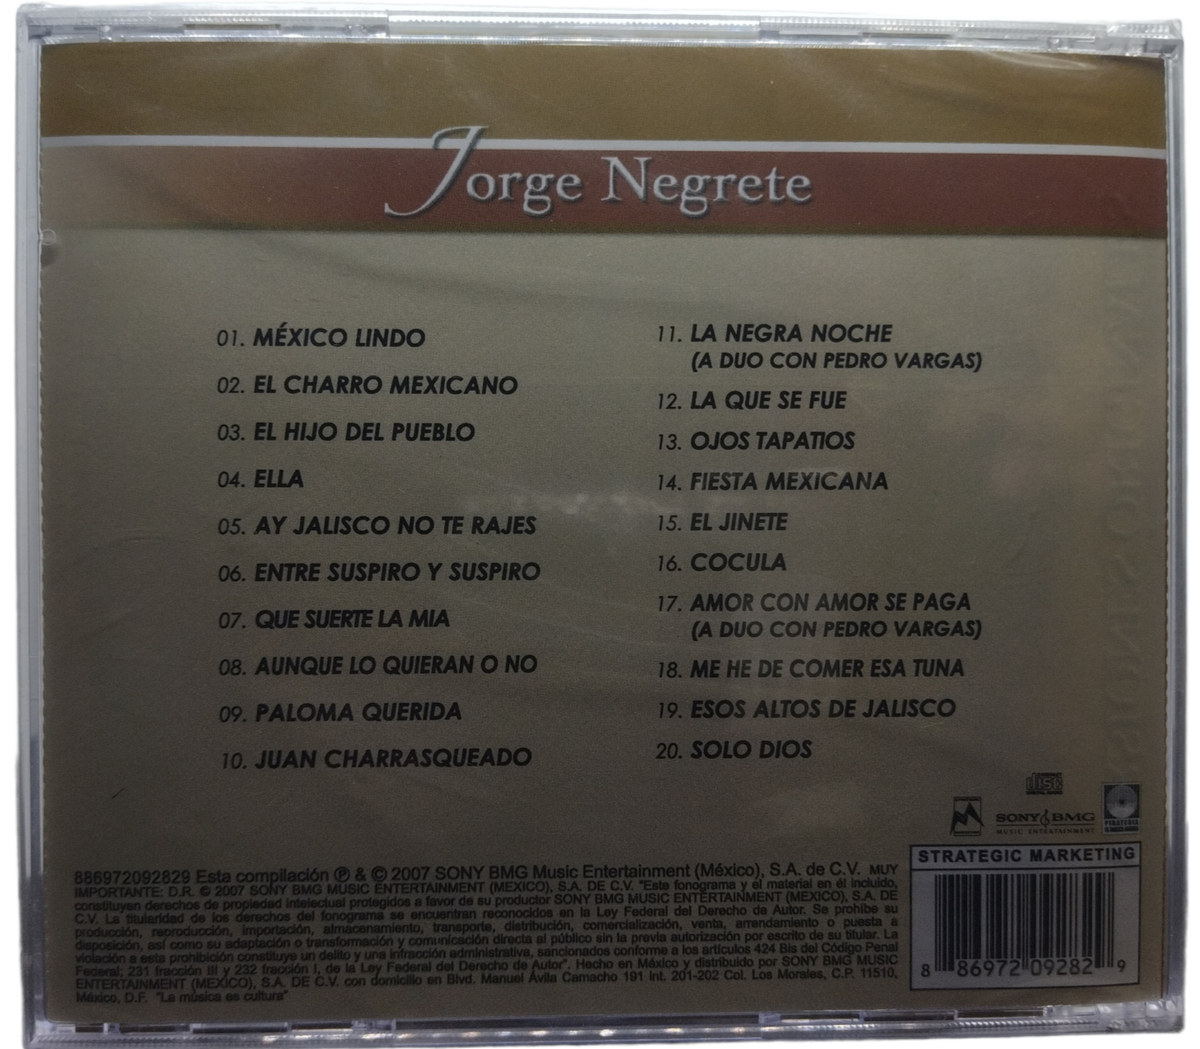 Jorge Negrete
01. MÉXICO LINDO
02. EL CHARRO MEXICANO
03. EL HIJO DEL PUEBLO
04. ELLA
05. AY JALISCO NO TE RAJES
06. ENTRE SUSPIRO Y SUSPIRO
07. QUE SUERTE LA MIA
08. AUNQUE LO QUIERAN O NO
09. PALOMA QUERIDA
10. JUAN CHARRASQUEADO
11. LA NEGRA NOCHE
(A DUO CON PEDRO VARGAS)
12. LA QUE SE FUE
13. OJOS TAPATIOS
14. FIESTA MEXICANA
15. EL JINETE
16. COCULA
17. AMOR CON AMOR SE PAGA
(A DUO CON PEDRO VARGAS)
18. ME HE DE COMER ESA TUNA
19. ESOS ALTOS DE JALISCO
20. SOLO DIOS
disc
SONY BMG
MUSIC ENTERTAINMENT
PIRATERIA
STRATEGIC MARKETING
8 86972 09282 9
886972092829 Esta compilación ℗ & © 2007 SONY BMG Music Entertainment (México), S.A. de C.V. MUY
IMPORTANTE: D.R. © 2007 SONY BMG MUSIC ENTERTAINMENT (MEXICO), S.A. DE C.V. "Este fonograma y el material en él incluido,
constituyen derechos de propiedad intelectual protegidos a favor de su productor SONY BMG MUSIC ENTERTAINMENT (MEXICO), S.A. DE
C.V. La titularidad de los derechos del fonograma se encuentran reconocidos en la Ley Federal del Derecho de Autor. Se prohibe su
producción, reproducción, importación, almacenamiento, transporte, distribución, comercialización, venta, arrendamiento o puesta a
disposición, así como su adaptación o transformación y comunicación directa al público sin la previa autorización por escrito de su titular. La
violación a esta prohibición constituye un delito y una infracción administrativa, sancionados conforme a los artículos 424 Bis del Código Penal
Federal; 231 fracción III y 232 fracción I, de la Ley Federal del Derecho de Autor". Hecho en México y distribuido por SONY BMG MUSIC
ENTERTAINMENT (MEXICO), S.A. DE C.V. con domicilio en Blvd. Manuel Ávila Camacho 191 Int. 201-202 Col. Los Morales, C.P. 11510,
México, D.F. "La música es cultura"